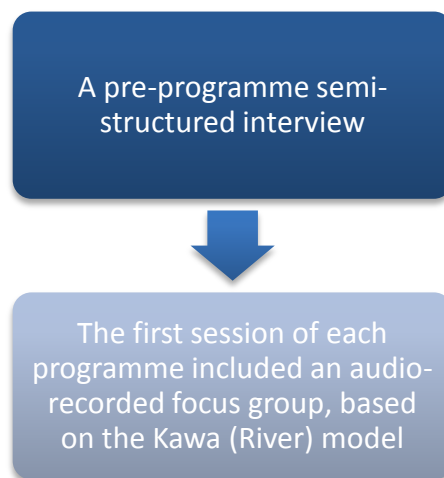 A pre-programme semi-
structured interview
The first session of each
programme included an audio-
recorded focus group, based
on the Kawa (River) model